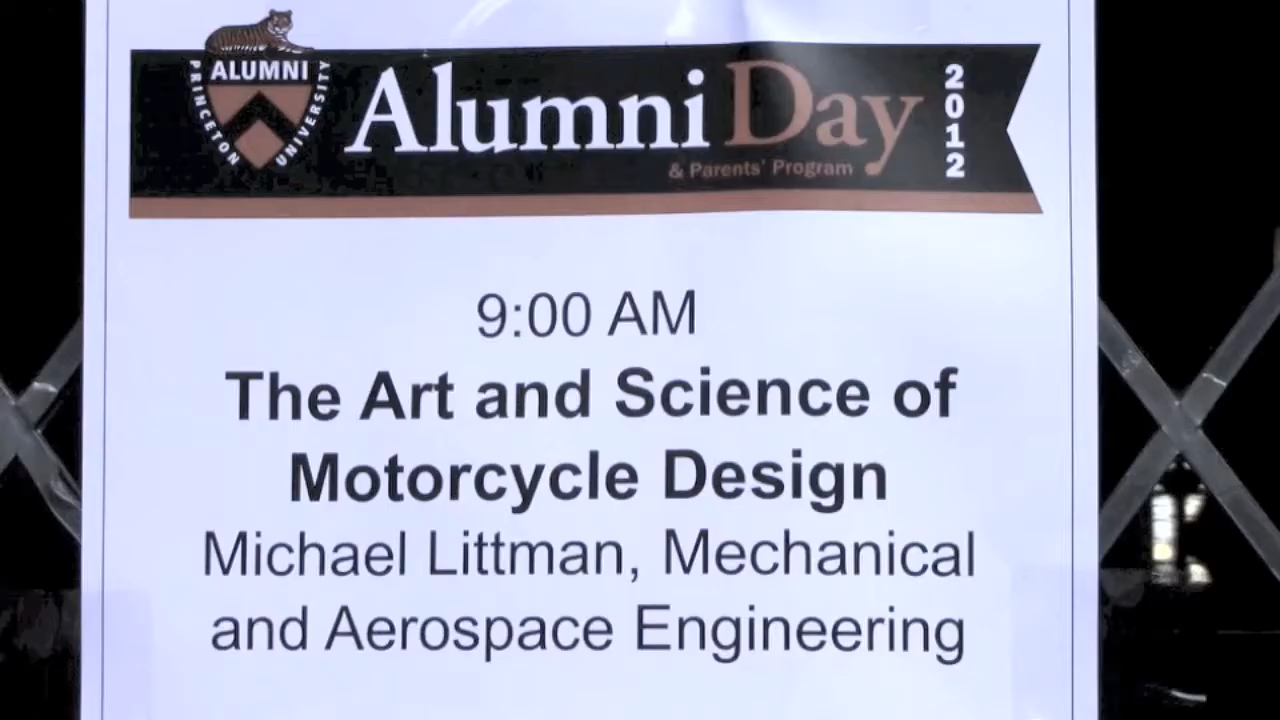 ALUMNI
PRINCETON UNIVERSITY
Alumni Day
2012
& Parents' Program
9:00 AM
The Art and Science of
Motorcycle Design
Michael Littman, Mechanical
and Aerospace Engineering